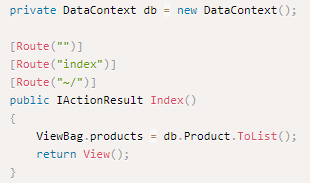 private DataContext db = new DataContext();
[Route("")]
[Route("index")]
[Route("~/")]
public IActionResult Index()
{
ViewBag.products = db.Product.ToList();
return View();
}